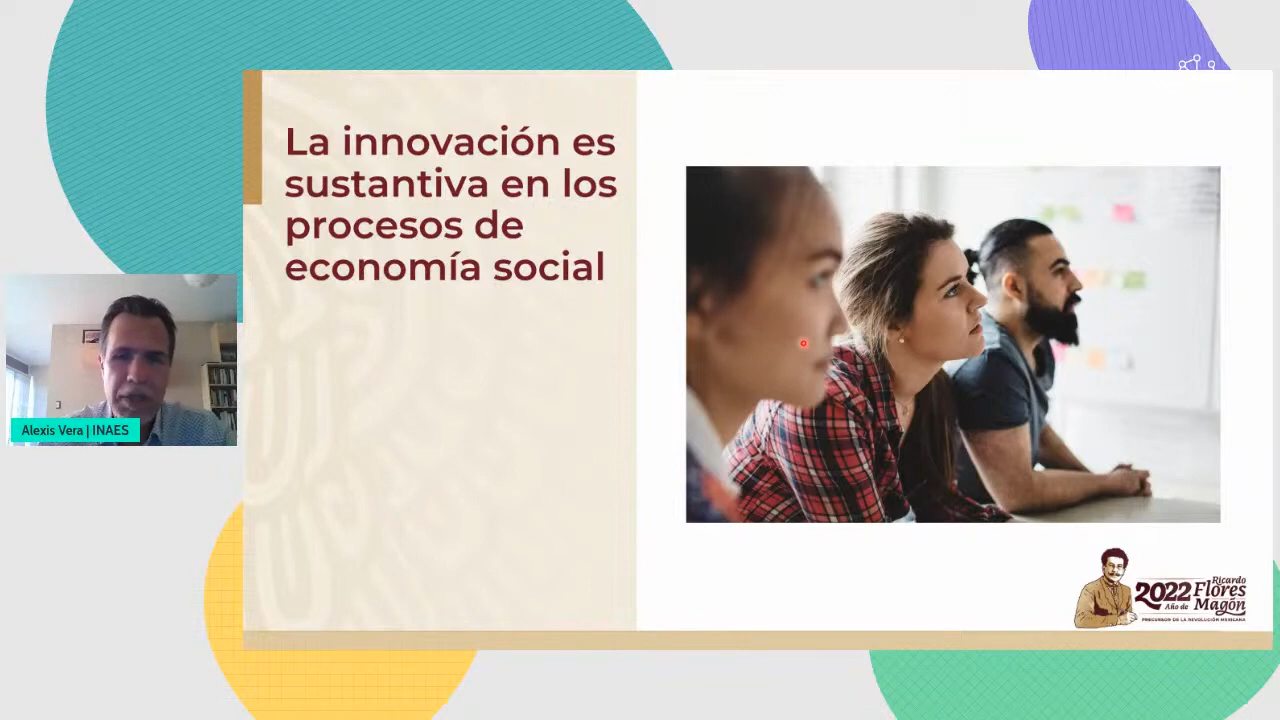 La innovación es
sustantiva en los
procesos de
economía social
Alexis Vera | INAES
2022
Año de
Ricardo
Flores
Magón
PRECURSOR DE LA REVOLUCIÓN MEXICANA